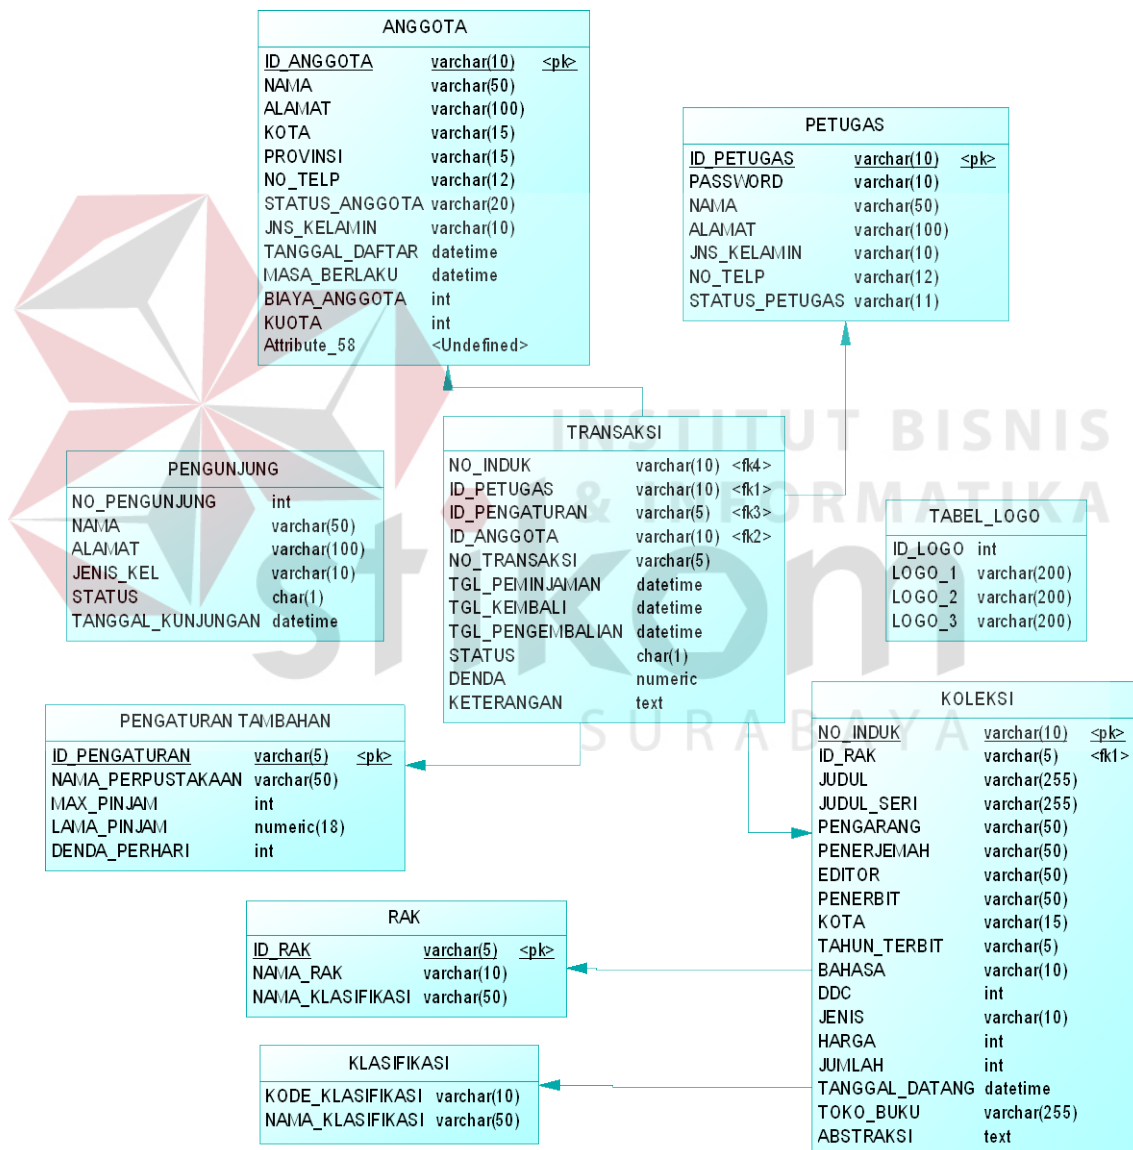 ANGGOTA
ID_ANGGOTA varchar(10) <pk>
NAMA varchar(50)
ALAMAT varchar(100)
KOTA varchar(15)
PROVINSI varchar(15)
NO_TELP varchar(12)
STATUS_ANGGOTA varchar(20)
JNS_KELAMIN varchar(10)
TANGGAL_DAFTAR datetime
MASA_BERLAKU datetime
BIAYA_ANGGOTA int
KUOTA int
Attribute_58 <Undefined>
PETUGAS
ID_PETUGAS varchar(10) <pk>
PASSWORD varchar(10)
NAMA varchar(50)
ALAMAT varchar(100)
JNS_KELAMIN varchar(10)
NO_TELP varchar(12)
STATUS_PETUGAS varchar(11)
INSTITUT BISNIS
& INFORMATIKA
stikom
SURABAYA
TRANSAKSI
NO_INDUK varchar(10) <fk4>
ID_PETUGAS varchar(10) <fk1>
ID_PENGATURAN varchar(5) <fk3>
ID_ANGGOTA varchar(10) <fk2>
NO_TRANSAKSI varchar(5)
TGL_PEMINJAMAN datetime
TGL_KEMBALI datetime
TGL_PENGEMBALIAN datetime
STATUS char(1)
DENDA numeric
KETERANGAN text
PENGUNJUNG
NO_PENGUNJUNG int
NAMA varchar(50)
ALAMAT varchar(100)
JENIS_KEL varchar(10)
STATUS char(1)
TANGGAL_KUNJUNGAN datetime
TABEL_LOGO
ID_LOGO int
LOGO_1 varchar(200)
LOGO_2 varchar(200)
LOGO_3 varchar(200)
PENGATURAN TAMBAHAN
ID_PENGATURAN varchar(5) <pk>
NAMA_PERPUSTAKAAN varchar(50)
MAX_PINJAM int
LAMA_PINJAM numeric(18)
DENDA_PERHARI int
KOLEKSI
NO_INDUK varchar(10) <pk>
ID_RAK varchar(5) <fk1>
JUDUL varchar(255)
JUDUL_SERI varchar(255)
PENGARANG varchar(50)
PENERJEMAH varchar(50)
EDITOR varchar(50)
PENERBIT varchar(50)
KOTA varchar(15)
TAHUN_TERBIT varchar(5)
BAHASA varchar(10)
DDC int
JENIS varchar(10)
HARGA int
JUMLAH int
TANGGAL_DATANG datetime
TOKO_BUKU varchar(255)
ABSTRAKSI text
RAK
ID_RAK varchar(5) <pk>
NAMA_RAK varchar(10)
NAMA_KLASIFIKASI varchar(50)
KLASIFIKASI
KODE_KLASIFIKASI varchar(10)
NAMA_KLASIFIKASI varchar(50)